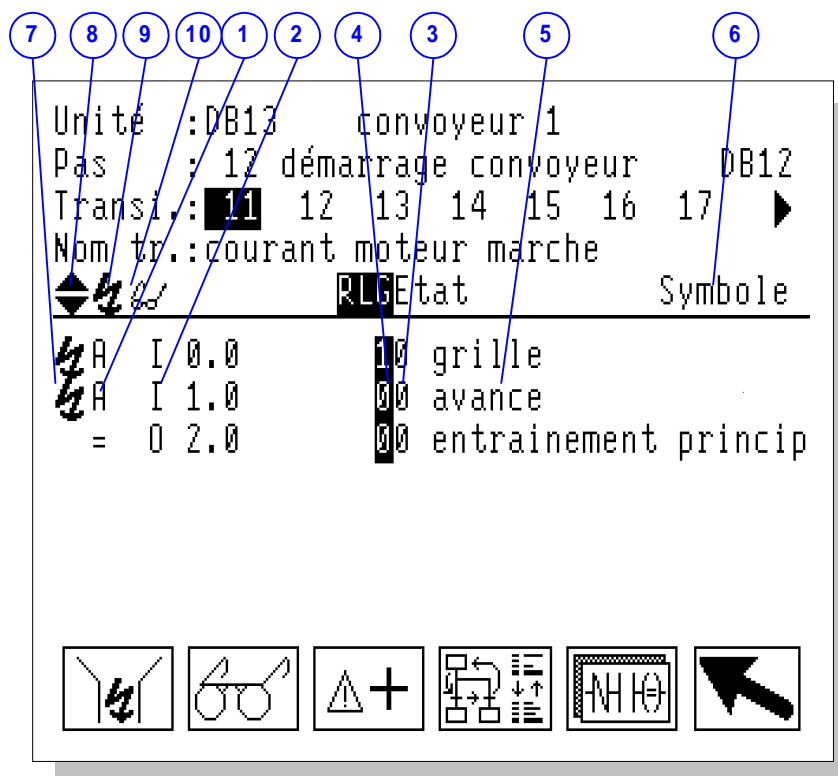 7 8 9 10 1 2 4 3 5 6
Unité :DB13 convoyeur 1
Pas : 12 démarrage convoyeur DB12
Transi.: 11 12 13 14 15 16 17
Nom tr.:courant moteur marche
RLGEtat Symbole
A I 0.0 10 grille
A I 1.0 00 avance
= O 2.0 00 entrainement princip